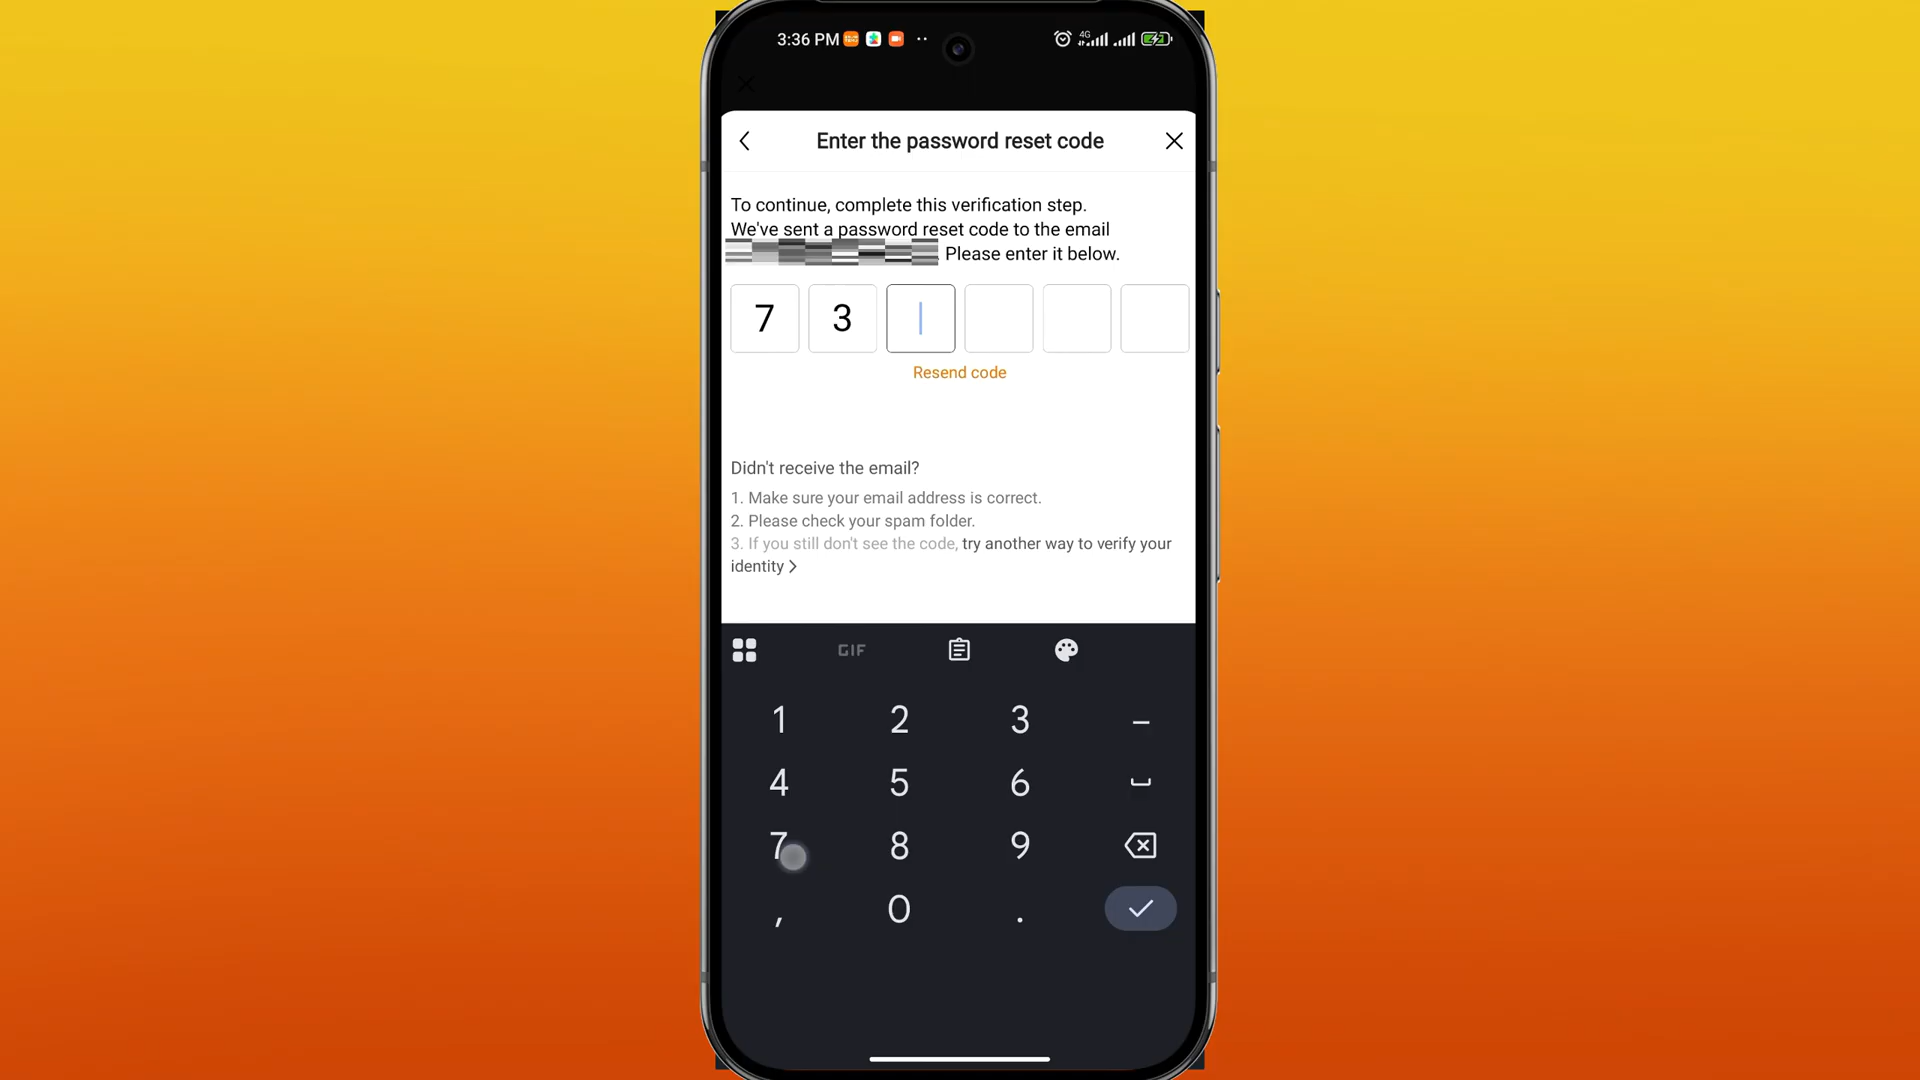 3:36 PM
4G
Enter the password reset code
To continue, complete this verification step.
We've sent a password reset code to the email
Please enter it below.
7 3
Resend code
Didn't receive the email?
1. Make sure your email address is correct.
2. Please check your spam folder.
3. If you still don't see the code, try another way to verify your
identity >
GIF
1 2 3 –
4 5 6
7 8 9
, 0 .